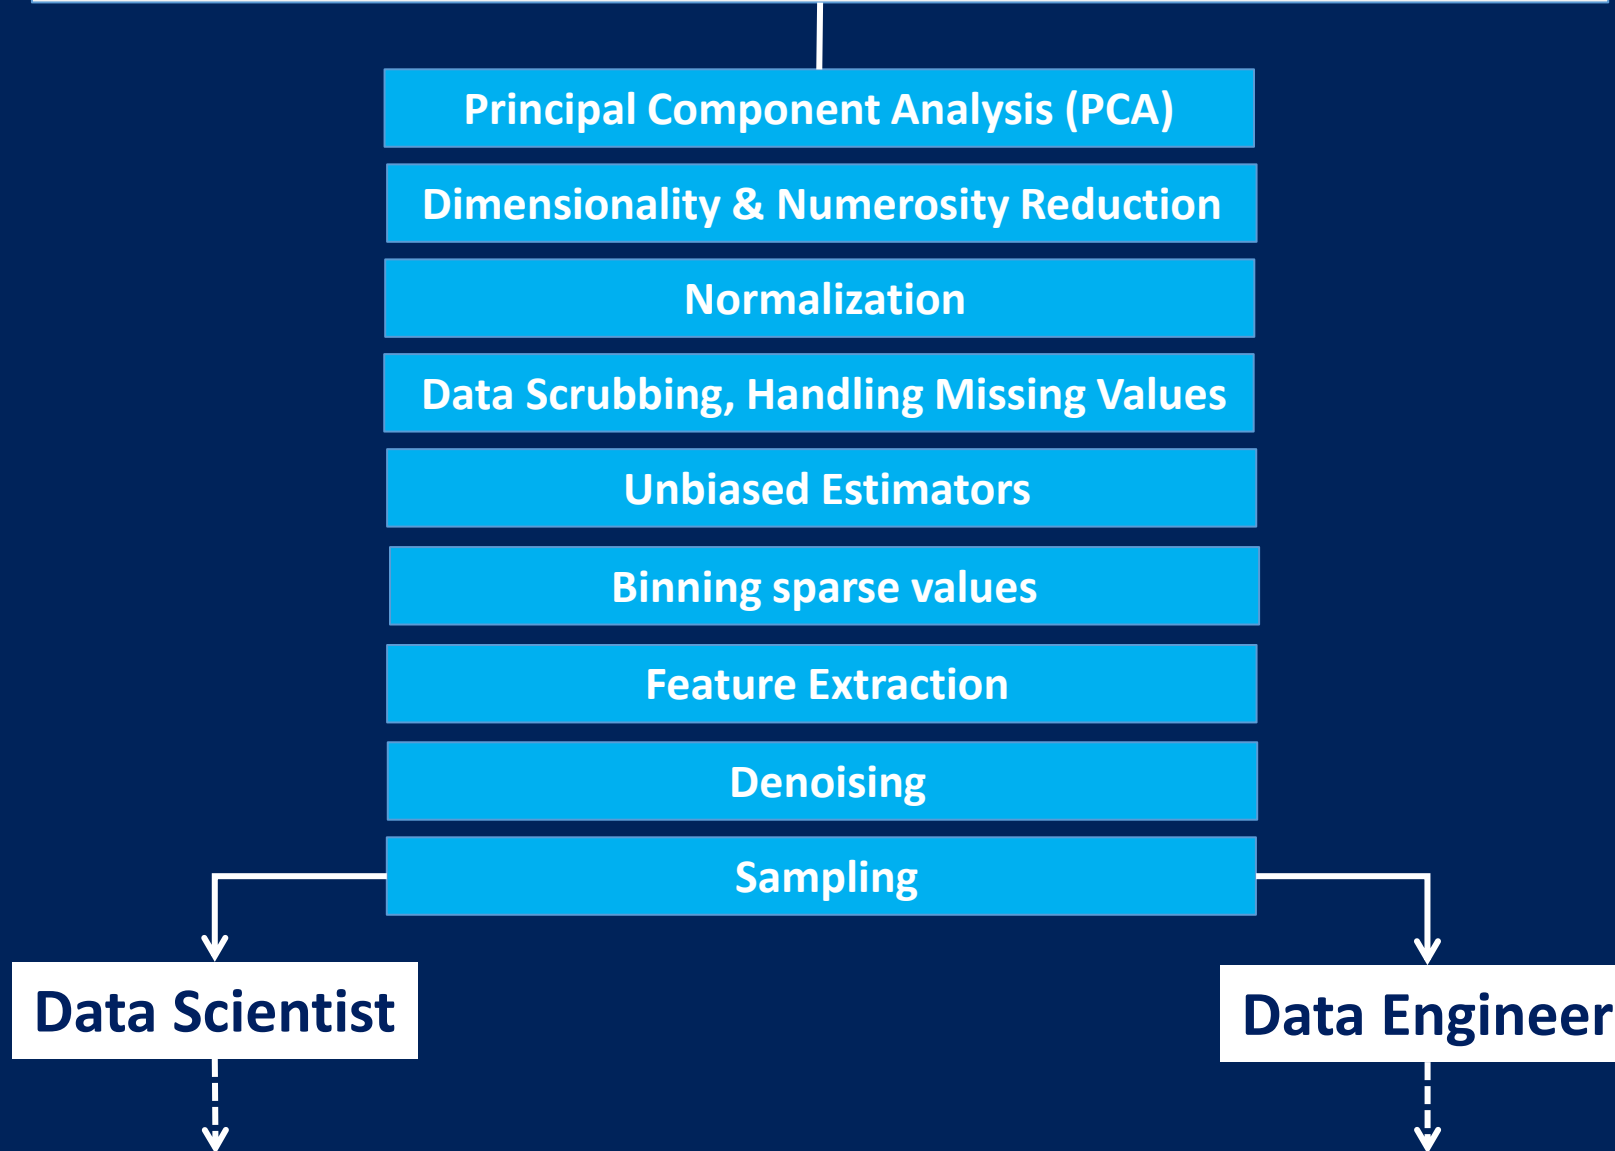 Principal Component Analysis (PCA)
Dimensionality & Numerosity Reduction
Normalization
Data Scrubbing, Handling Missing Values
Unbiased Estimators
Binning sparse values
Feature Extraction
Denoising
Sampling
Data Scientist
Data Engineer